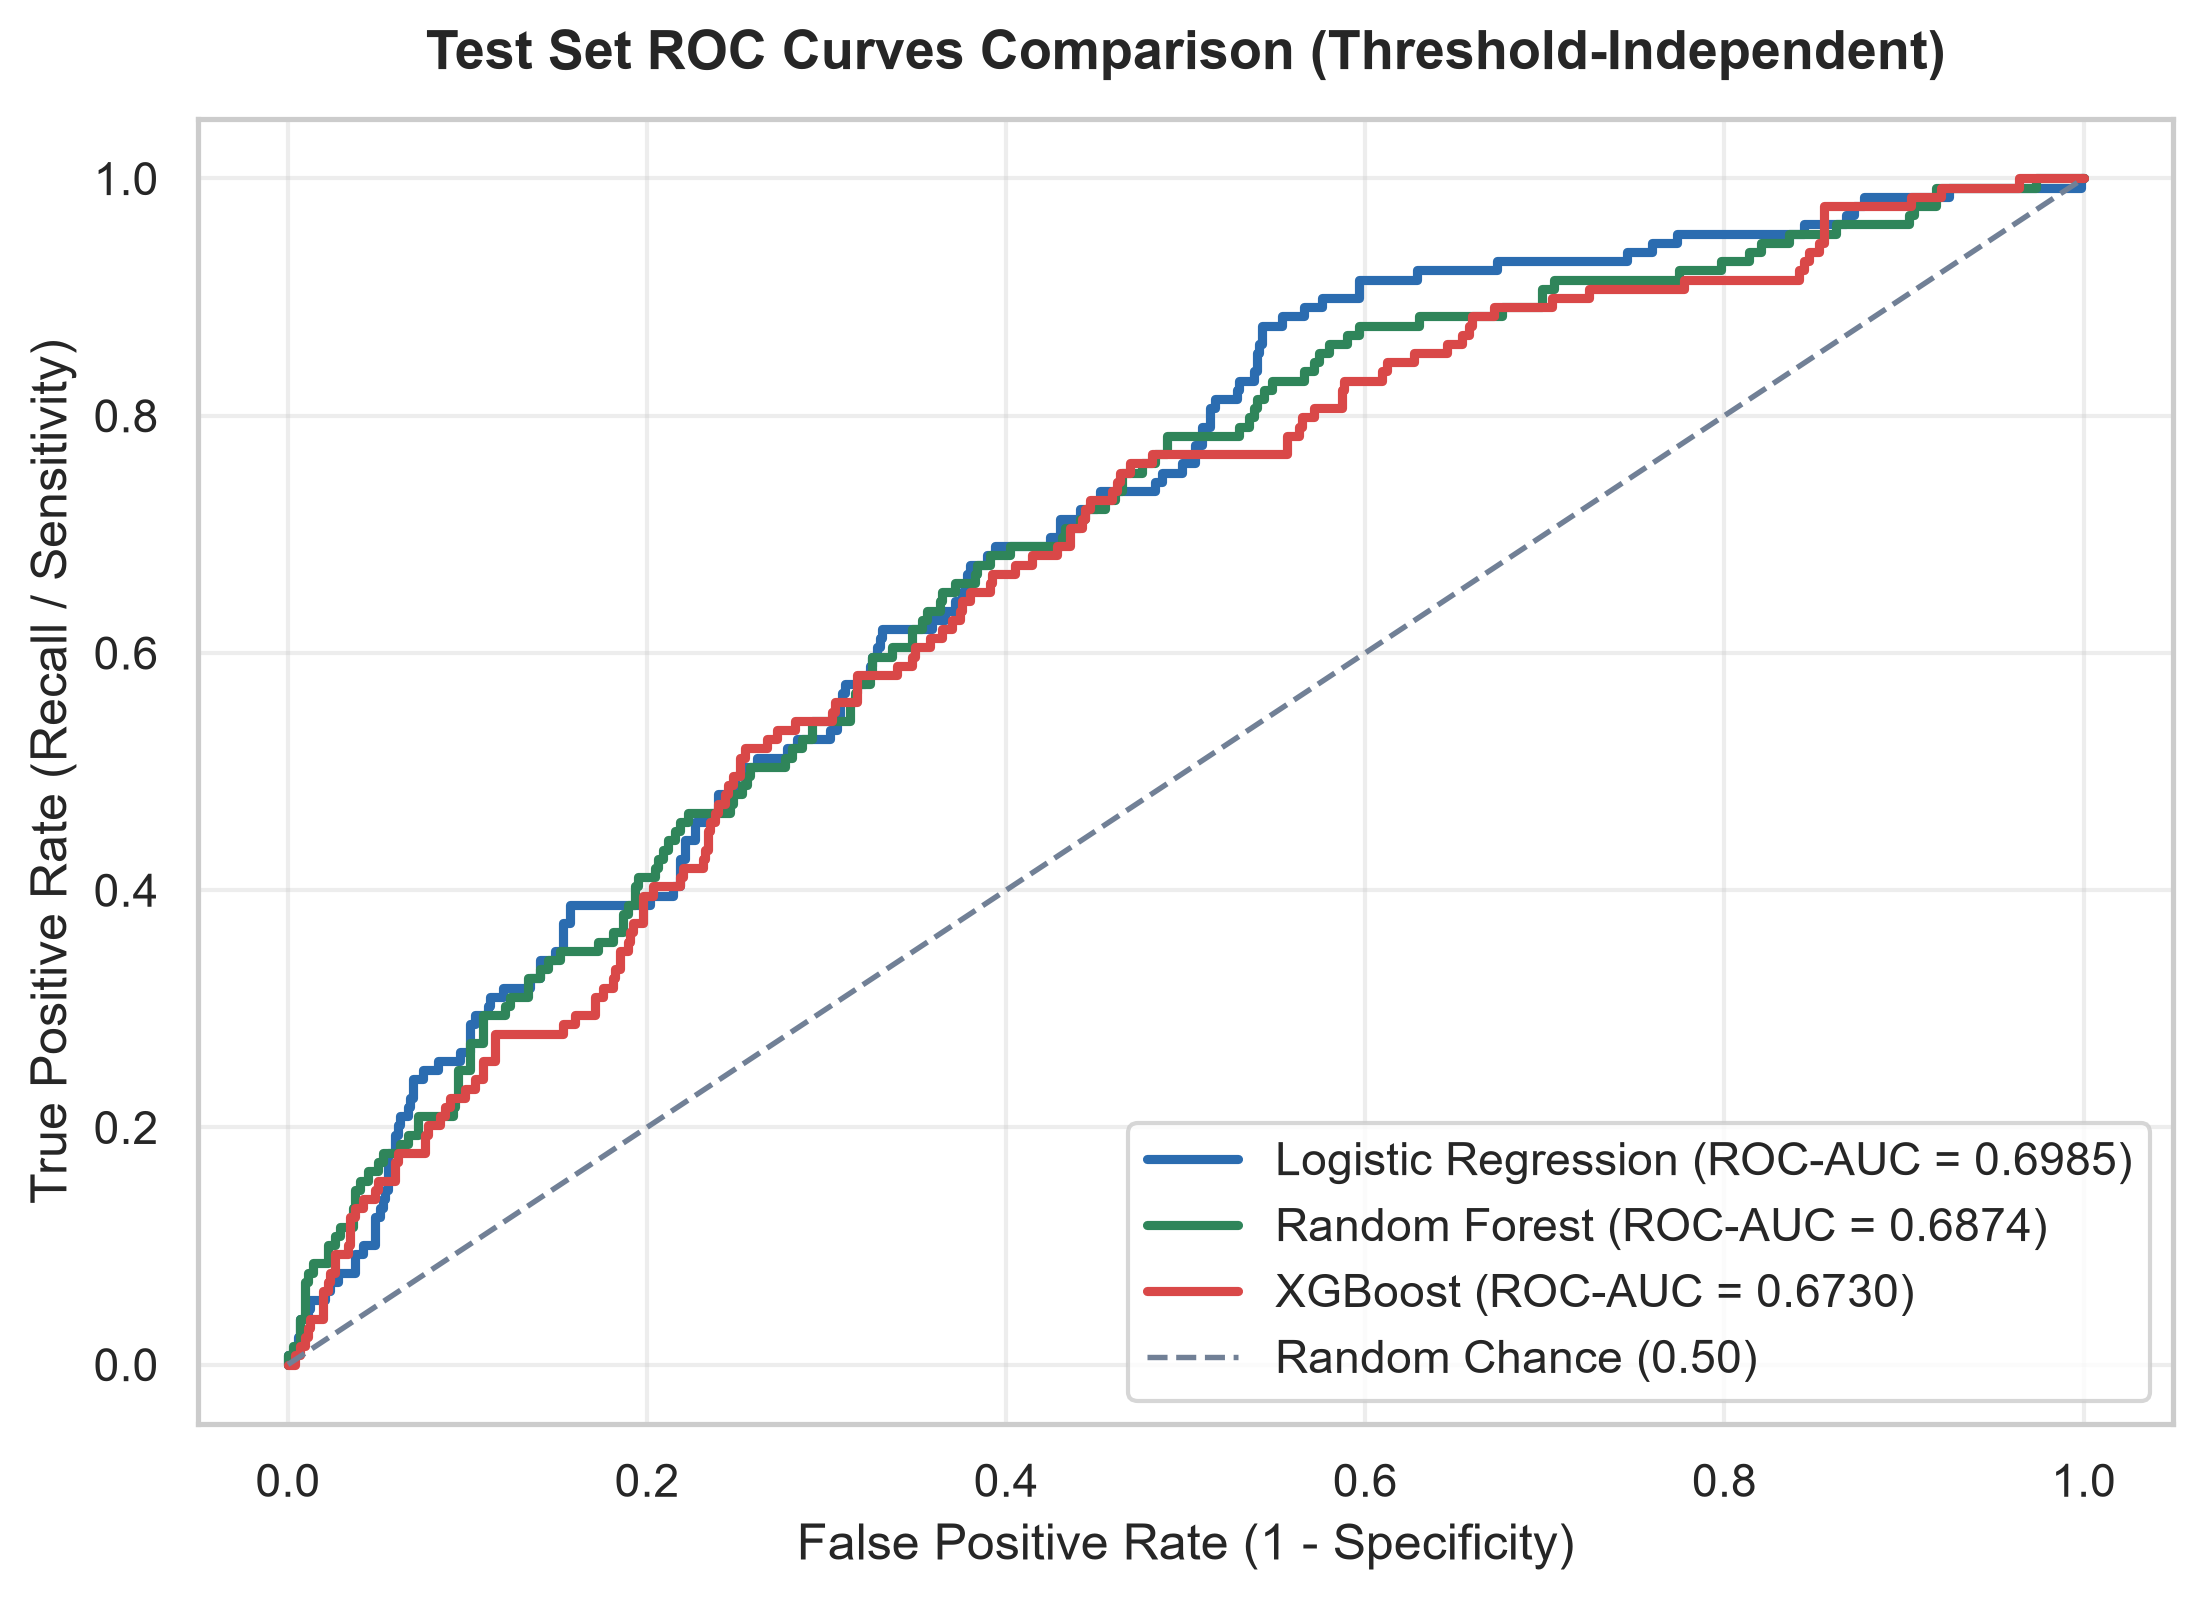 Test Set ROC Curves Comparison (Threshold-Independent)
True Positive Rate (Recall / Sensitivity)
1.0
0.8
0.6
0.4
0.2
0.0
0.0 0.2 0.4 0.6 0.8 1.0
False Positive Rate (1 - Specificity)
Logistic Regression (ROC-AUC = 0.6985)
Random Forest (ROC-AUC = 0.6874)
XGBoost (ROC-AUC = 0.6730)
Random Chance (0.50)